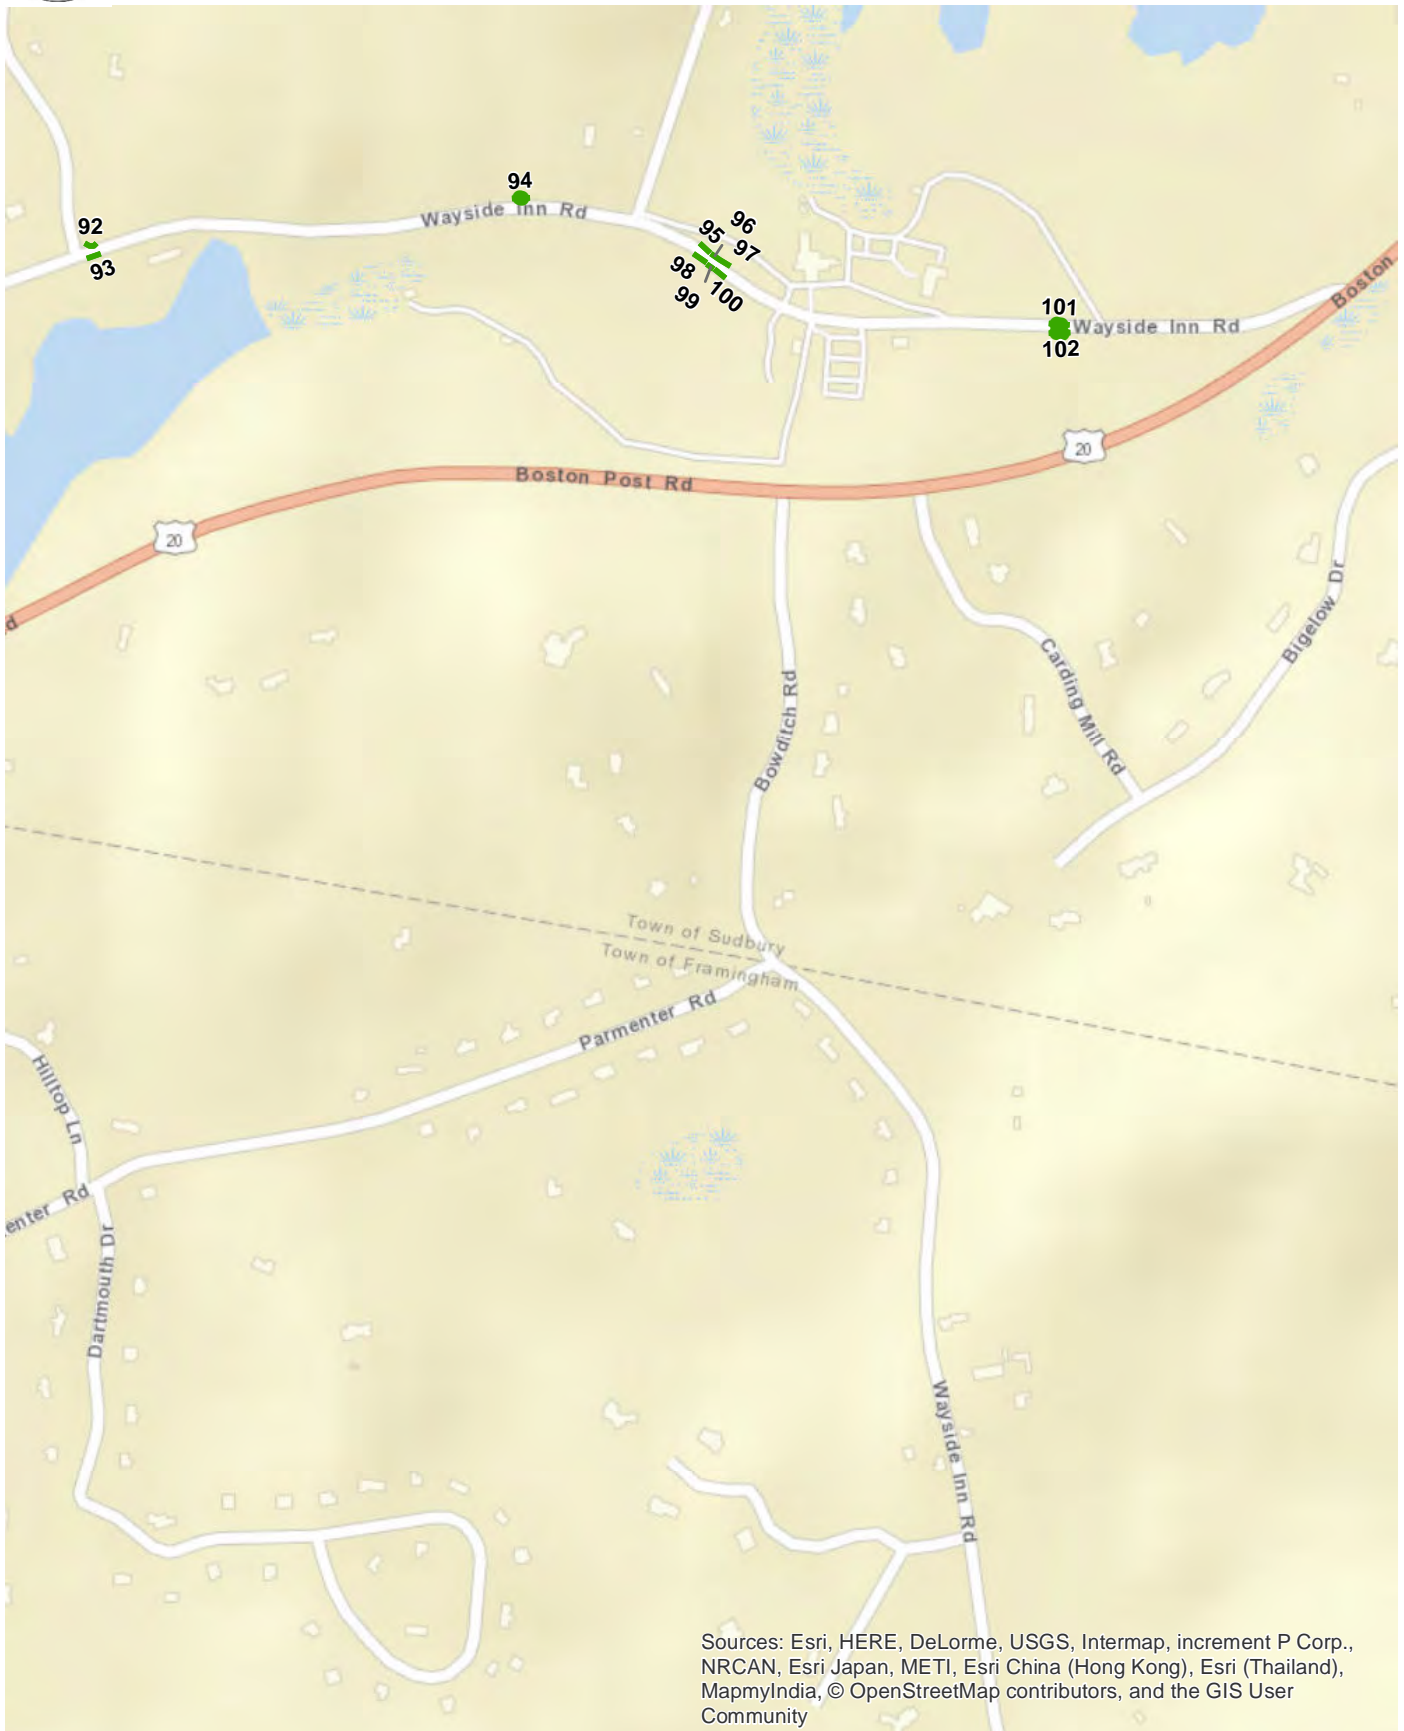 94
92
Wayside Inn Rd
96
95
97
93
98
99
100
101
Wayside Inn Rd
102
Boston
20
Boston Post Rd
20
d
Bigelow Dr
Carding Mill Rd
Bowditch Rd
Town of Sudbury
Town of Framingham
Parmenter Rd
Hilltop Ln
enter Rd
Dartmouth Dr
Wayside Inn Rd
Sources: Esri, HERE, DeLorme, USGS, Intermap, increment P Corp.,
NRCAN, Esri Japan, METI, Esri China (Hong Kong), Esri (Thailand),
MapmyIndia, © OpenStreetMap contributors, and the GIS User
Community